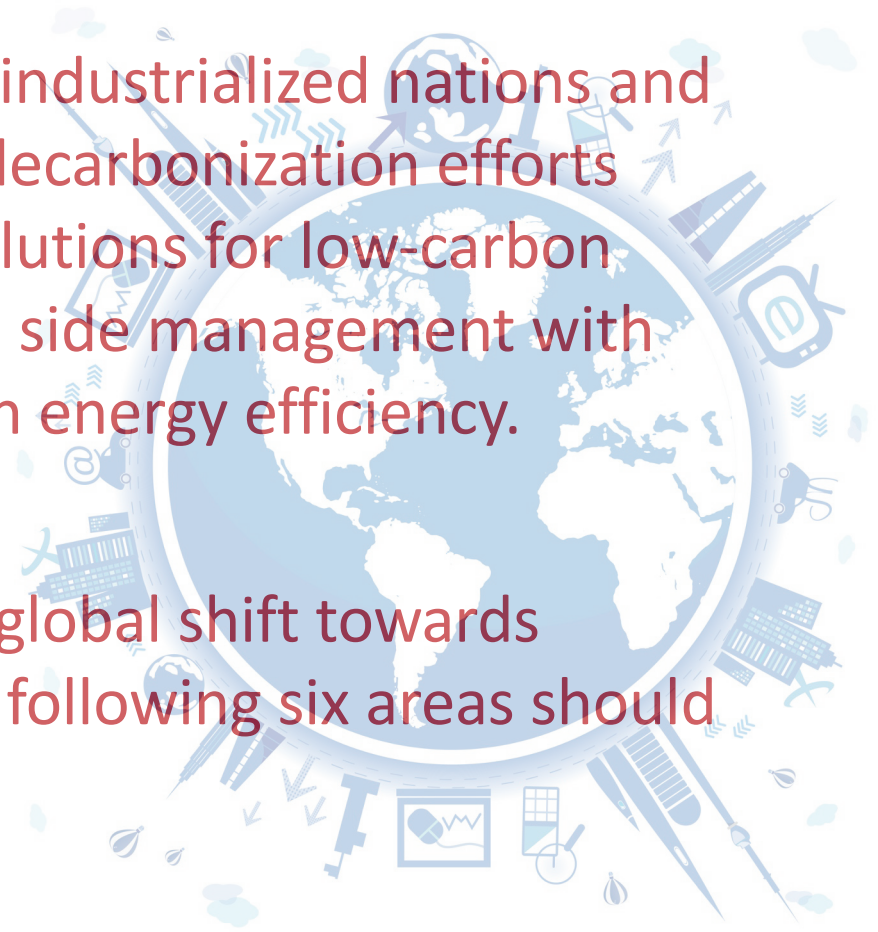 industrialized nations and
decarbonization efforts
lutions for low-carbon
side management with
n energy efficiency.
global shift towards
following six areas should